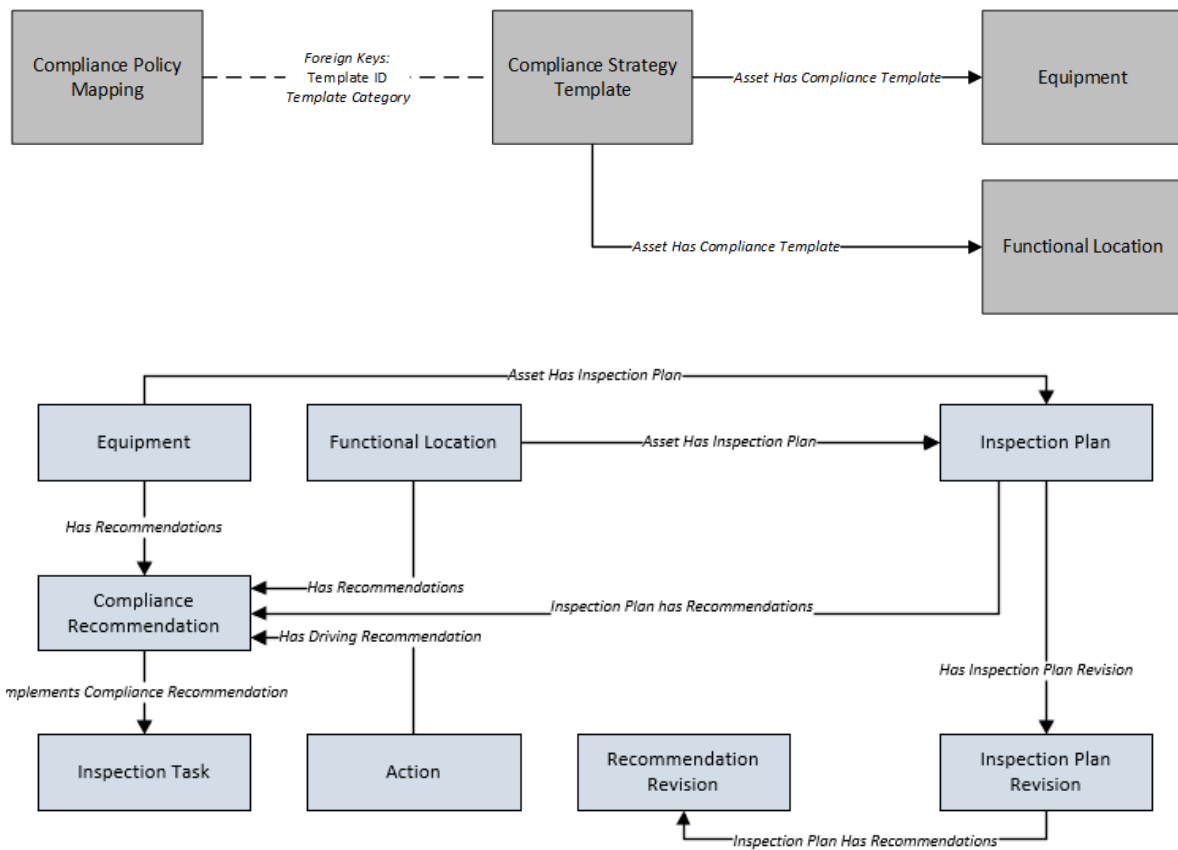 Compliance Policy
Mapping
Foreign Keys:
Template ID
Template Category
Compliance Strategy
Template
Asset Has Compliance Template
Equipment
Asset Has Compliance Template
Functional Location
Asset Has Inspection Plan
Equipment
Functional Location
Asset Has Inspection Plan
Inspection Plan
Has Recommendations
Compliance
Recommendation
Has Recommendations
Inspection Plan has Recommendations
Has Driving Recommendation
Has Inspection Plan Revision
mplements Compliance Recommendation
Inspection Task
Action
Recommendation
Revision
Inspection Plan
Revision
Inspection Plan Has Recommendations